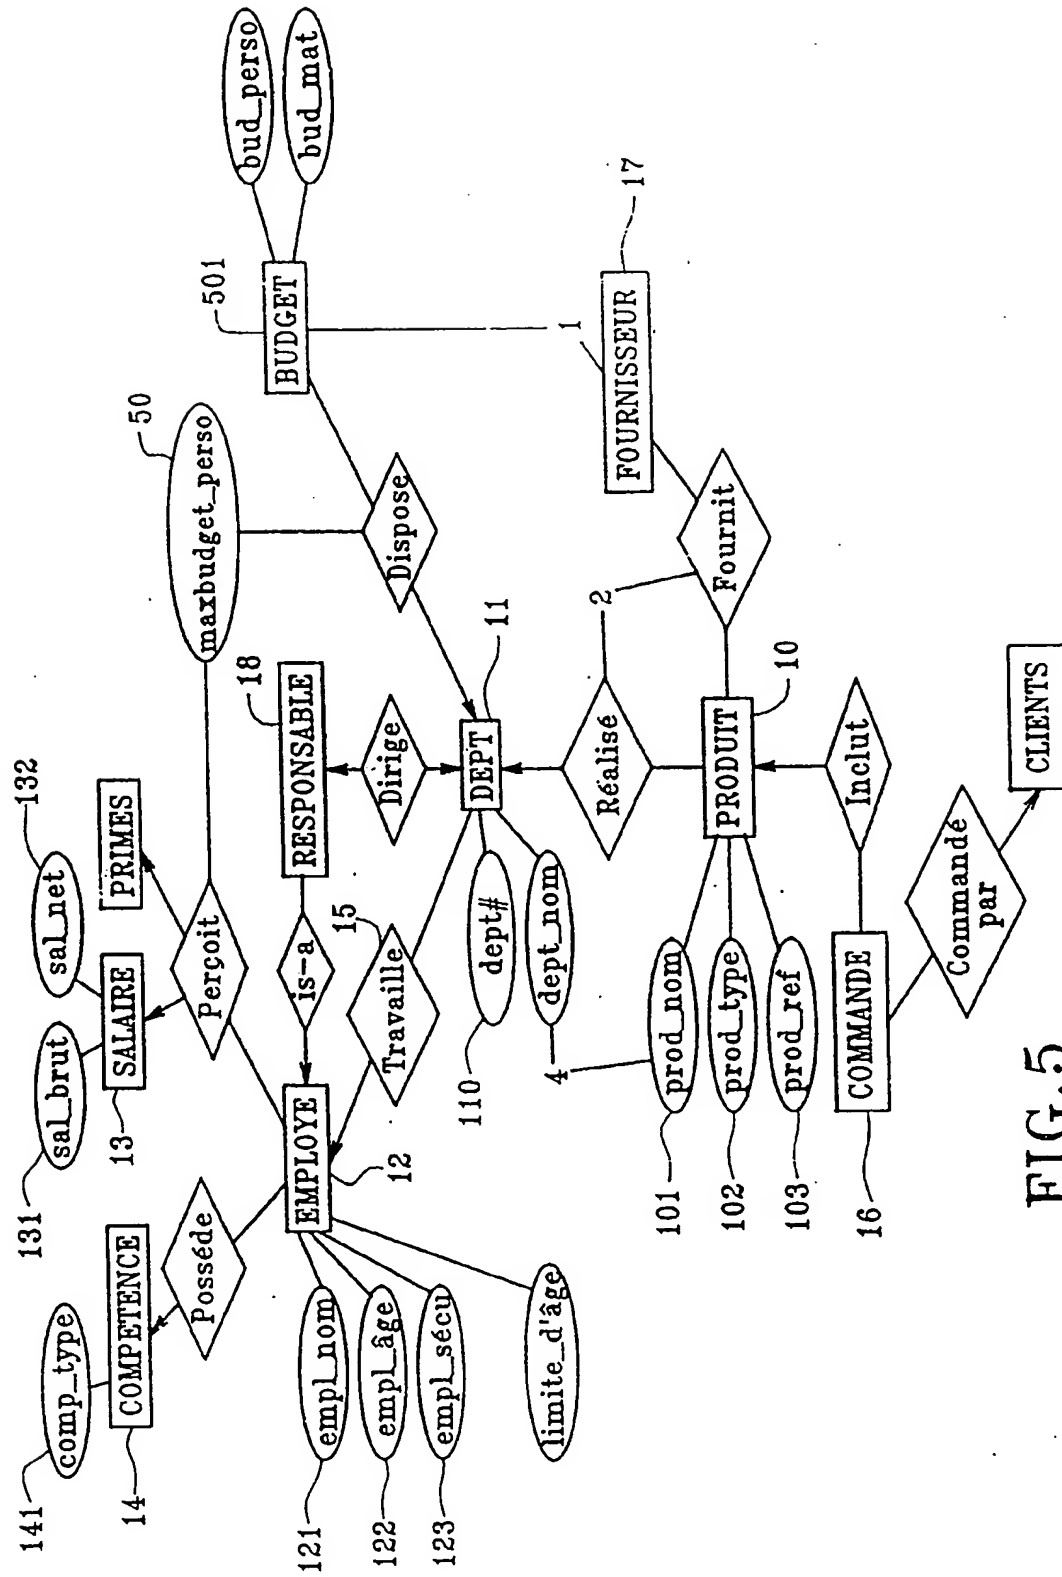 141
comp_type
131
sal_brut
sal_net
132
14
COMPETENCE
13
SALAIRE
PRIMES
50
Posséde
Perçoit
maxbudget_perso
501
bud_perso
bud_mat
EMPLOYE
12
is-a
RESPONSABLE
18
BUDGET
121
empl_nom
122
empl_âge
123
empl_sécu
limite_d'âge
Travaille
15
Dirige
Dispose
110
dept#
dept_nom
DEPT
11
4
Réalisé
2
1
FOURNISSEUR
17
101
prod_nom
102
prod_type
103
prod_ref
PRODUIT
10
Fournit
16
COMMANDE
Inclut
Commandé
par
CLIENTS
FIG.5